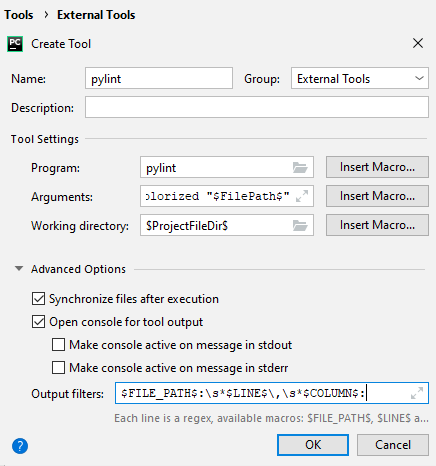 Tools › External Tools
PC Create Tool
Name: pylint Group: External Tools
Description:
Tool Settings
Program: pylint Insert Macro...
Arguments: olorized "$FilePath$" Insert Macro...
Working directory: $ProjectFileDir$ Insert Macro...
Advanced Options
Synchronize files after execution
Open console for tool output
Make console active on message in stdout
Make console active on message in stderr
Output filters: $FILE_PATH$:\s*$LINE$\,\s*$COLUMN$:
Each line is a regex, available macros: $FILE_PATH$, $LINE$ a...
? OK Cancel